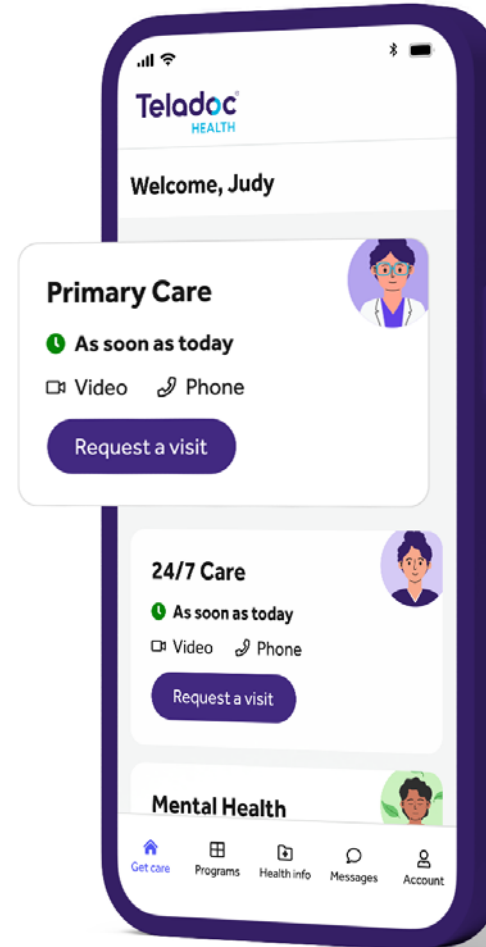 Teladoc®
HEALTH
Welcome, Judy
Primary Care
As soon as today
Video Phone
Request a visit
24/7 Care
As soon as today
Video Phone
Request a visit
Mental Health
Get care Programs Health info Messages Account